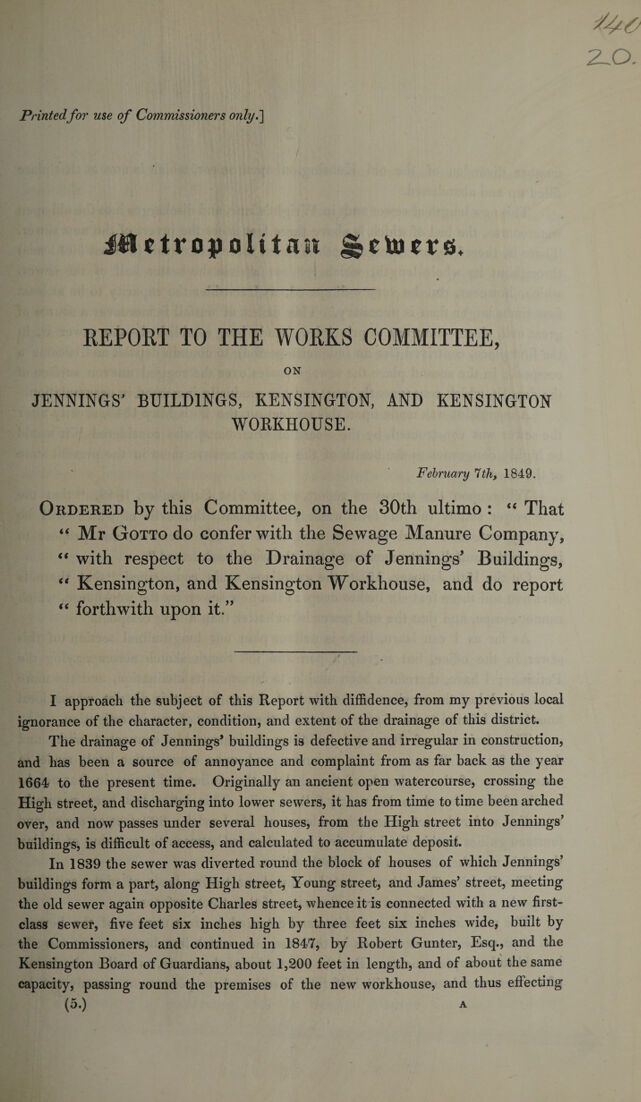 140
20.
Printed for use of Commissioners only.]
Metropolitan Sewers.
REPORT TO THE WORKS COMMITTEE,
ON
JENNINGS' BUILDINGS, KENSINGTON, AND KENSINGTON
WORKHOUSE.
February 7th, 1849.
ORDERED by this Committee, on the 30th ultimo : “ That
“ Mr GOTTO do confer with the Sewage Manure Company,
“ with respect to the Drainage of Jennings' Buildings,
“ Kensington, and Kensington Workhouse, and do report
“ forthwith upon it.”
I approach the subject of this Report with diffidence, from my previous local
ignorance of the character, condition, and extent of the drainage of this district.
The drainage of Jennings' buildings is defective and irregular in construction,
and has been a source of annoyance and complaint from as far back as the year
1664 to the present time. Originally an ancient open watercourse, crossing the
High street, and discharging into lower sewers, it has from time to time been arched
over, and now passes under several houses, from the High street into Jennings'
buildings, is difficult of access, and calculated to accumulate deposit.
In 1839 the sewer was diverted round the block of houses of which Jennings'
buildings form a part, along High street, Young street, and James' street, meeting
the old sewer again opposite Charles street, whence it is connected with a new first-
class sewer, five feet six inches high by three feet six inches wide, built by
the Commissioners, and continued in 1847, by Robert Gunter, Esq., and the
Kensington Board of Guardians, about 1,200 feet in length, and of about the same
capacity, passing round the premises of the new workhouse, and thus effecting
(5.) A